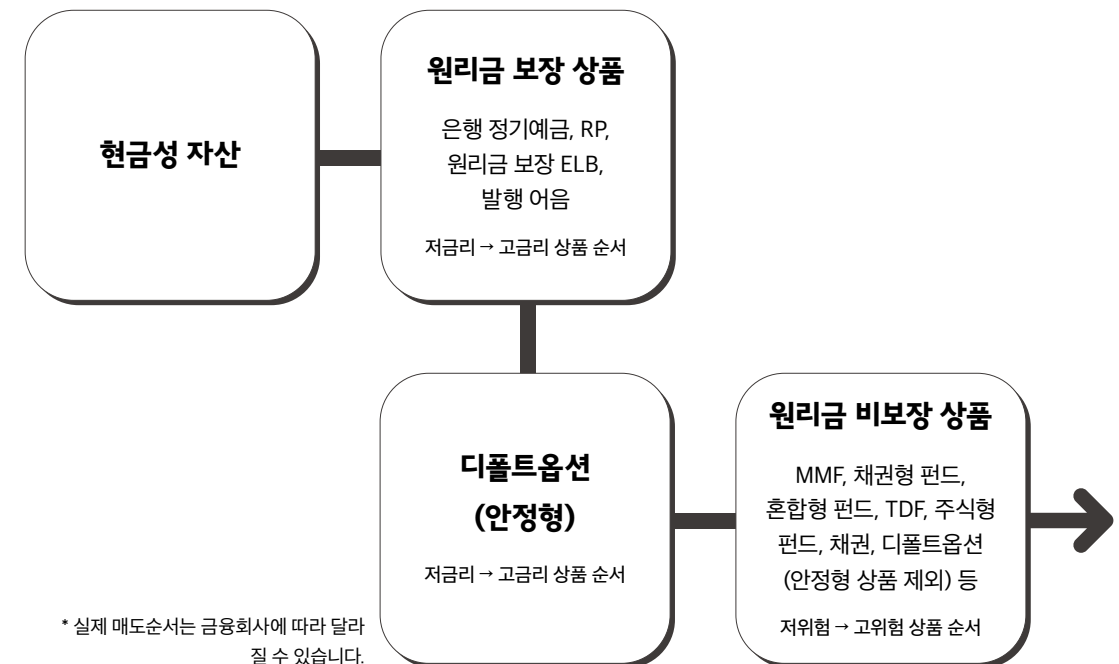 현금성 자산
원리금 보장 상품
은행 정기예금, RP,
원리금 보장 ELB,
발행 어음
저금리 → 고금리 상품 순서
디폴트옵션
(안정형)
저금리 → 고금리 상품 순서
원리금 비보장 상품
MMF, 채권형 펀드,
혼합형 펀드, TDF, 주식형
펀드, 채권, 디폴트옵션
(안정형 상품 제외) 등
저위험 → 고위험 상품 순서
* 실제 매도순서는 금융회사에 따라 달라
질 수 있습니다.